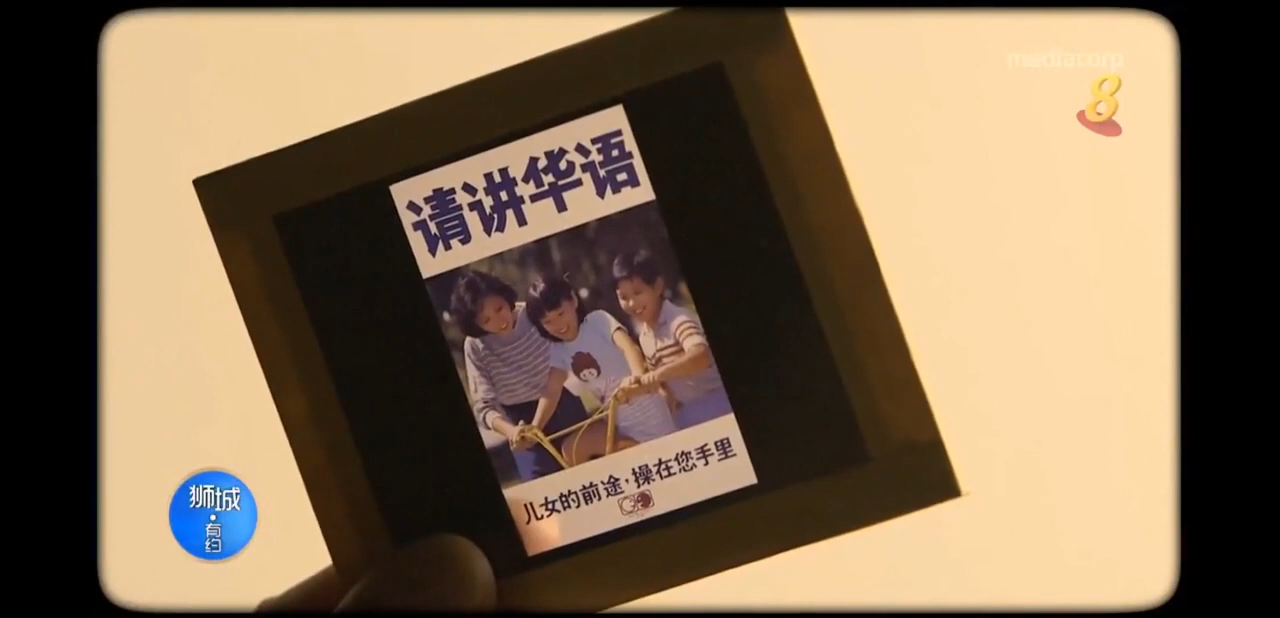 mediacorp
8
请讲华语
儿女的前途，操在您手里
狮城
有约